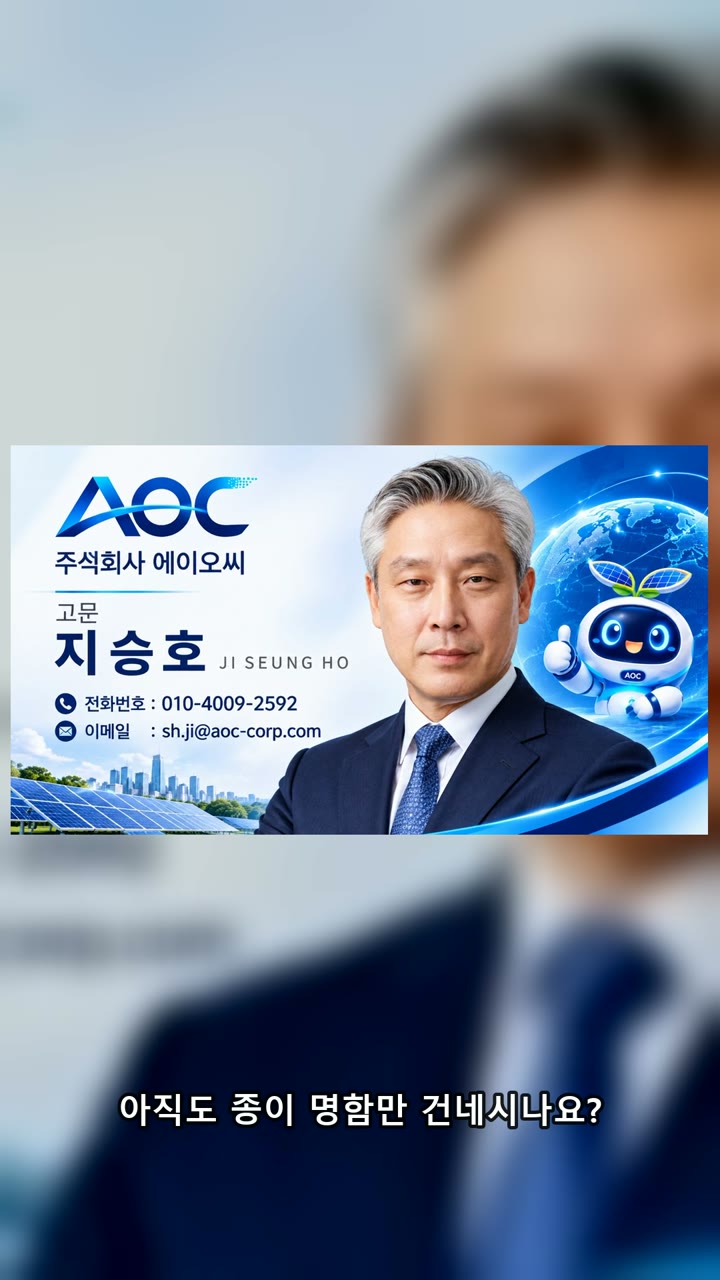 AOC
주식회사 에이오씨
고문
지승호 JI SEUNG HO
전화번호 : 010-4009-2592
이메일 : sh.ji@aoc-corp.com
AOC
아직도 종이 명함만 건네시나요?